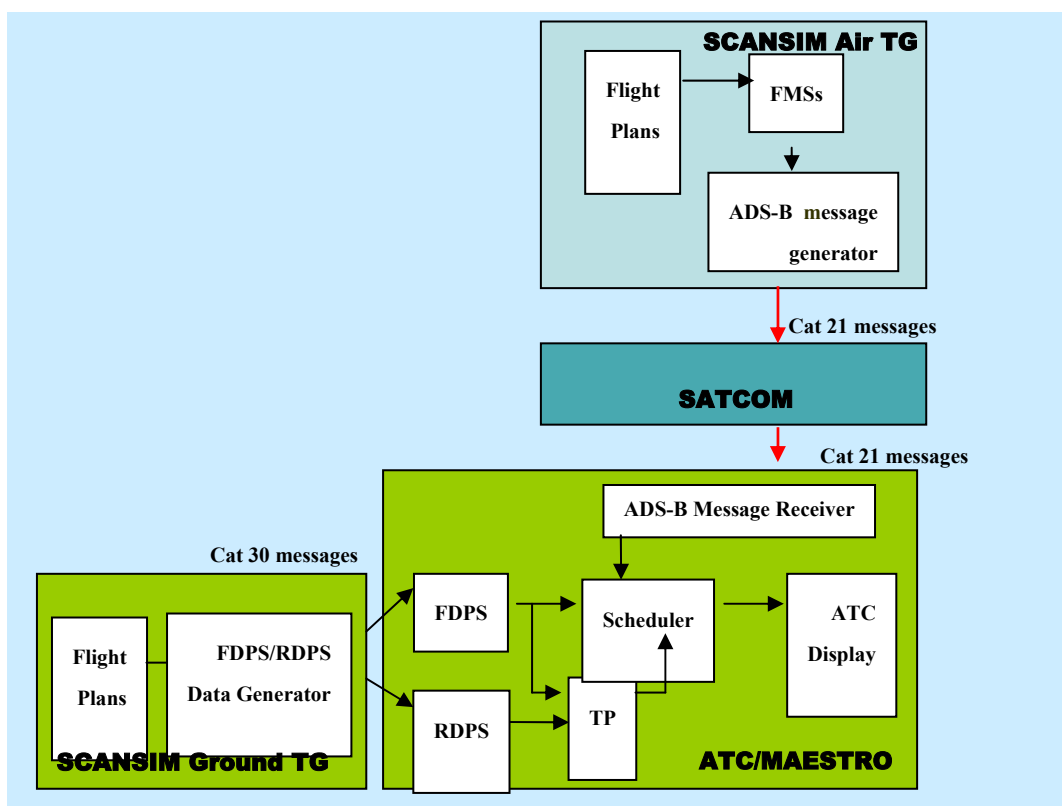 SCANSIM Air TG
Flight
Plans
FMSs
ADS-B message
generator
Cat 21 messages
SATCOM
Cat 21 messages
ADS-B Message Receiver
Cat 30 messages
FDPS
Scheduler
ATC
Display
Flight
Plans
FDPS/RDPS
Data Generator
RDPS
TP
SCANSIM Ground TG
ATC/MAESTRO